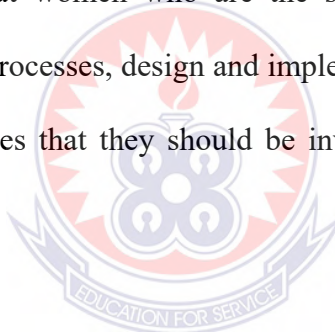 at women who are the s
rocesses, design and imple
es that they should be in
EDUCATION FOR SERVICE